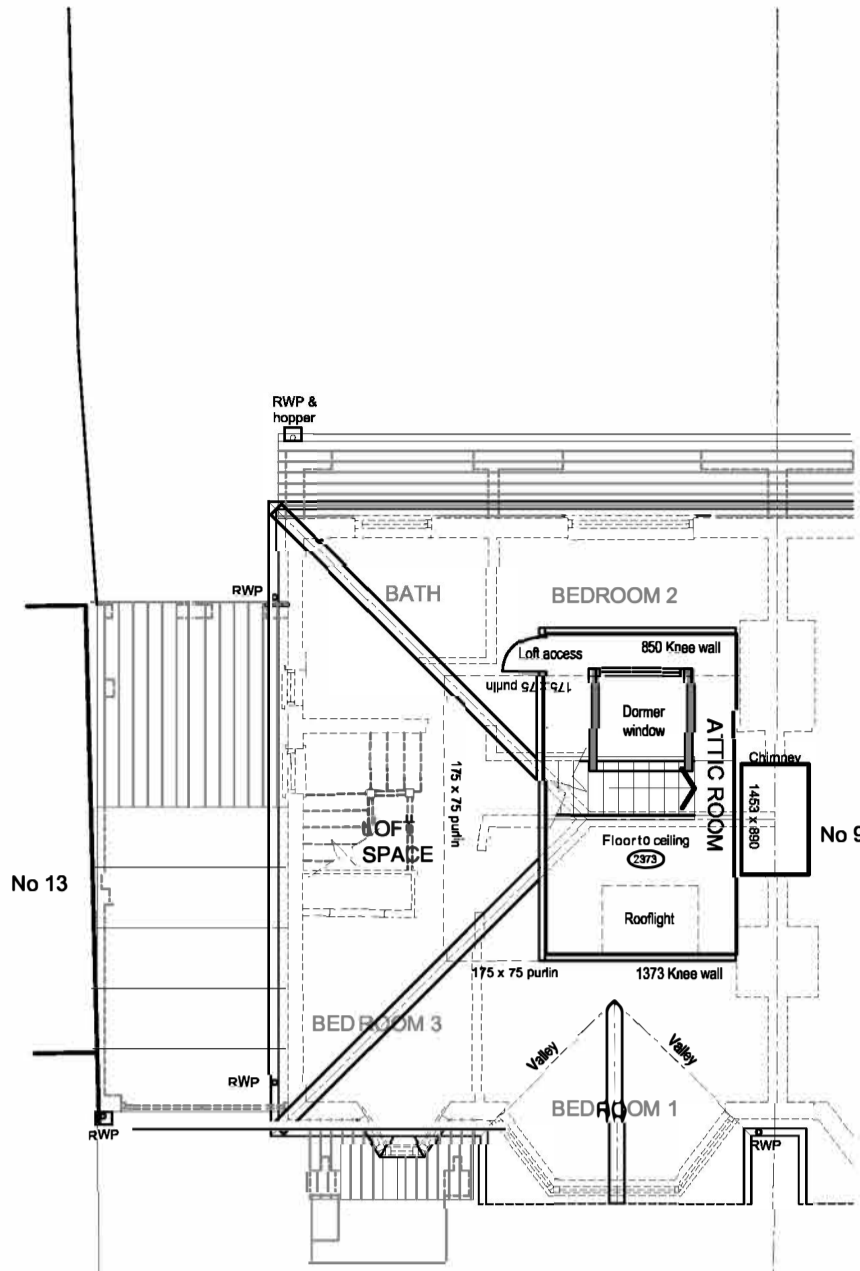 RWP &
hopper
RWP
BATH
BEDROOM 2
Loft access
850 Knee wall
175 x 75 purlin
Dormer
window
ATTIC ROOM
Chimney
1453 x 890
175 x 75 purlin
LOFT
SPACE
Floor to ceiling
2373
No 9
No 13
Rooflight
175 x 75 purlin
1373 Knee wall
BEDROOM 3
Valley
Valley
RWP
BEDROOM 1
RWP
RWP